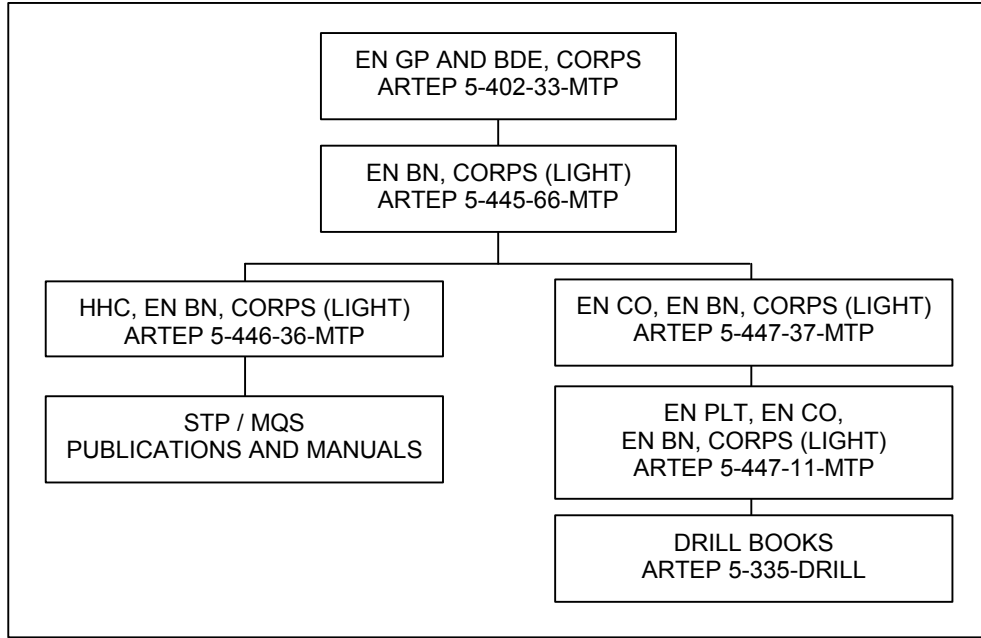 EN GP AND BDE, CORPS
ARTEP 5-402-33-MTP
EN BN, CORPS (LIGHT)
ARTEP 5-445-66-MTP
HHC, EN BN, CORPS (LIGHT)
ARTEP 5-446-36-MTP
STP / MQS
PUBLICATIONS AND MANUALS
EN CO, EN BN, CORPS (LIGHT)
ARTEP 5-447-37-MTP
EN PLT, EN CO,
EN BN, CORPS (LIGHT)
ARTEP 5-447-11-MTP
DRILL BOOKS
ARTEP 5-335-DRILL